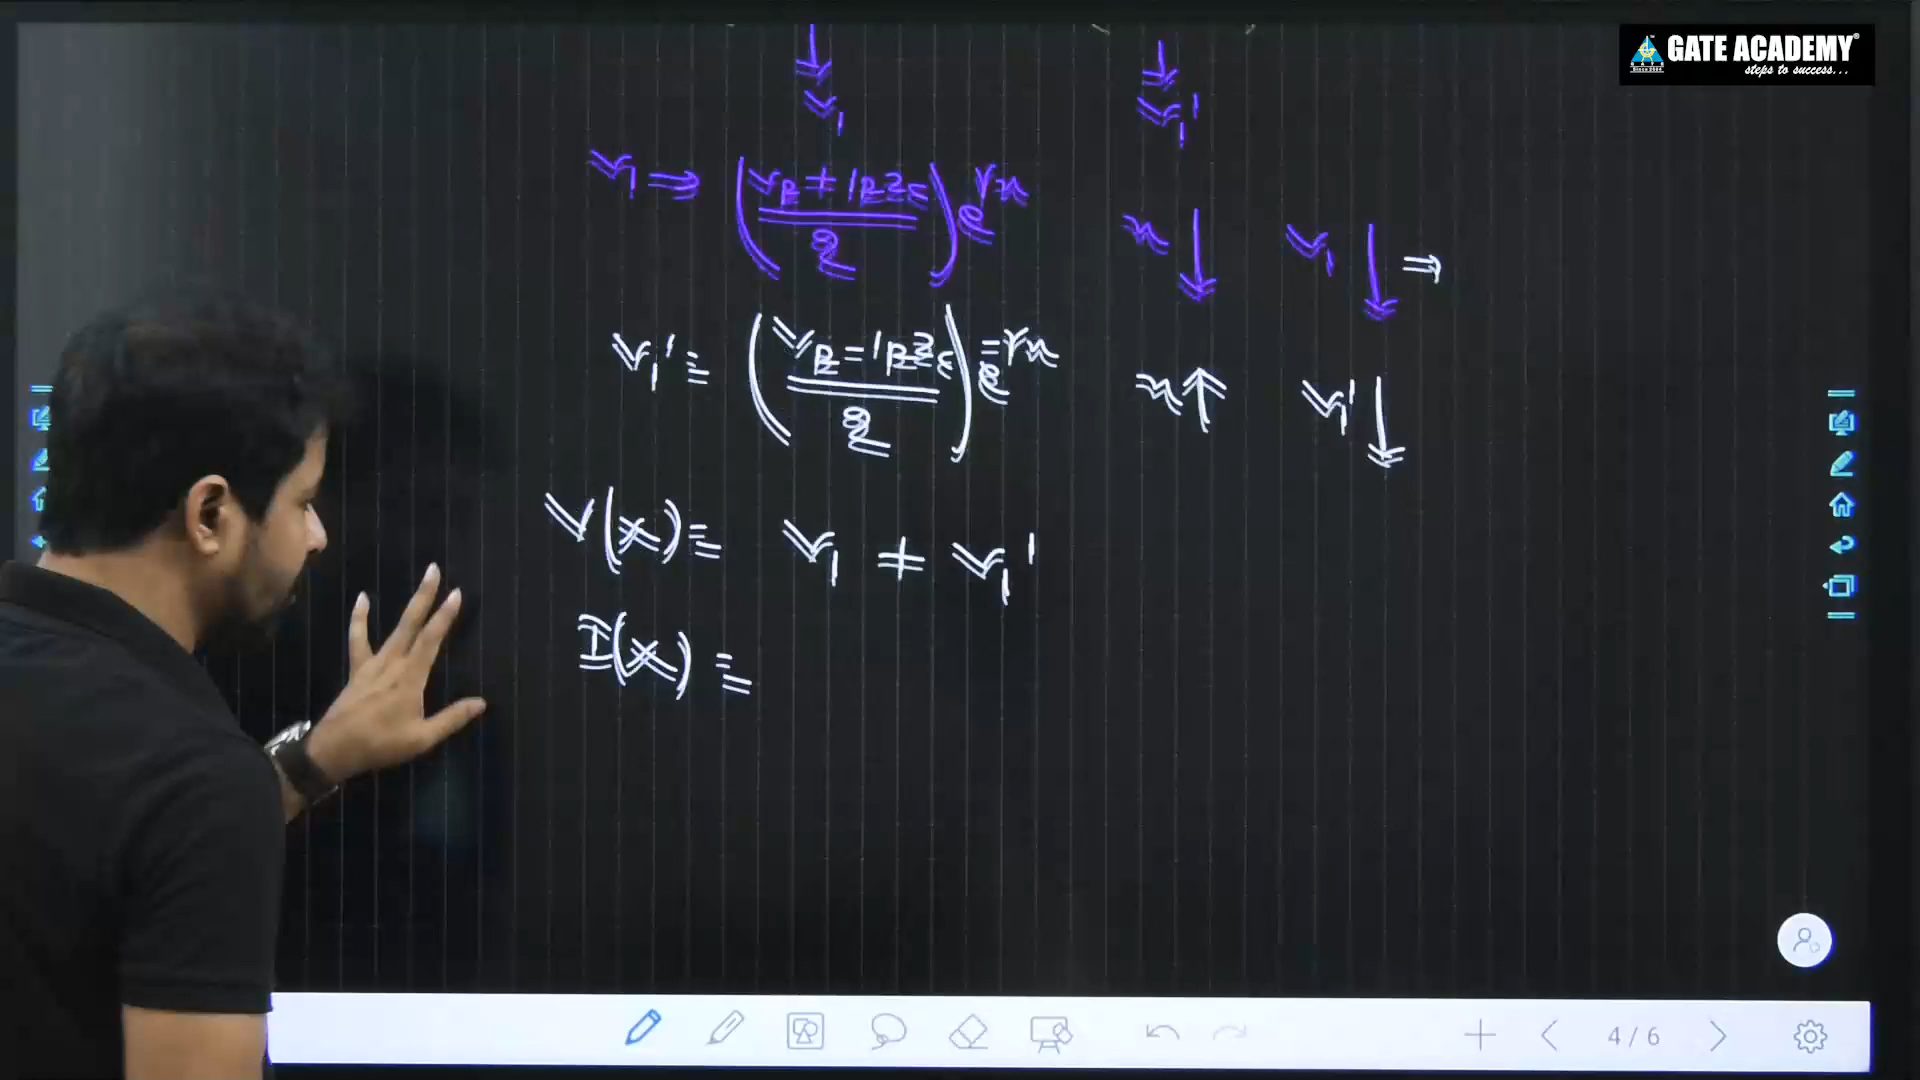 GATE ACADEMY®
steps to success...
V₁ V₁'
V₁ ⇒ ((V_R + I_R Z_c)/2) e^γx x ↓ V₁ ↓ ⇒
V₁' = ((V_R - I_R Z_c)/2) e^-γx x ↑ V₁' ↓
V(x) = V₁ + V₁'
I(x) =
4 / 6